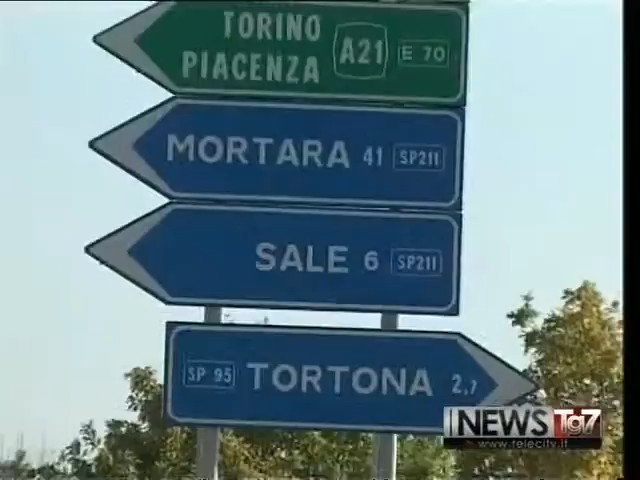 TORINO
PIACENZA
A21
E 70
MORTARA 41 SP211
SALE 6 SP211
SP 95 TORTONA 2,7
NEWS Tg7
www.telecity.it